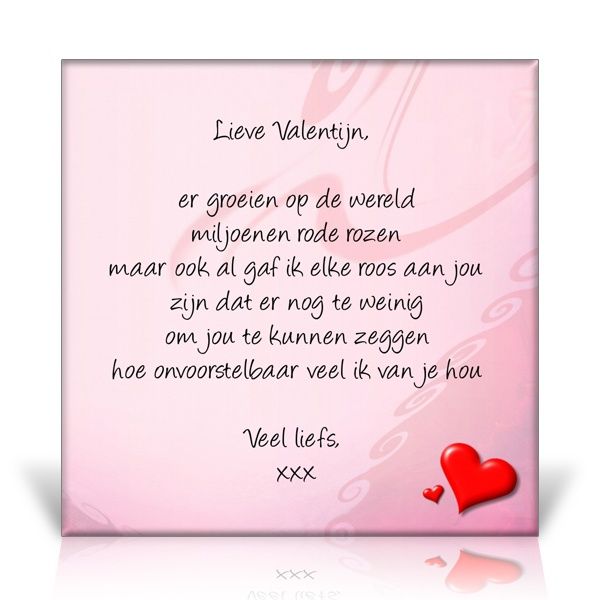 Lieve Valentijn,
er groeien op de wereld
miljoenen rode rozen
maar ook al gaf ik elke roos aan jou
zijn dat er nog te weinig
om jou te kunnen zeggen
hoe onvoorstelbaar veel ik van je hou
Veel liefs,
xxx